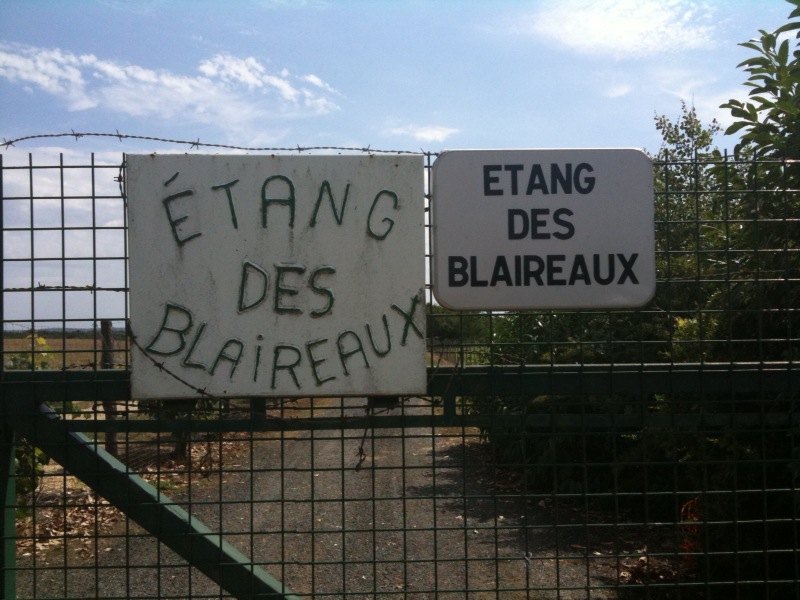 ÉTANG
DES
BLAiREAUX
ETANG
DES
BLAIREAUX